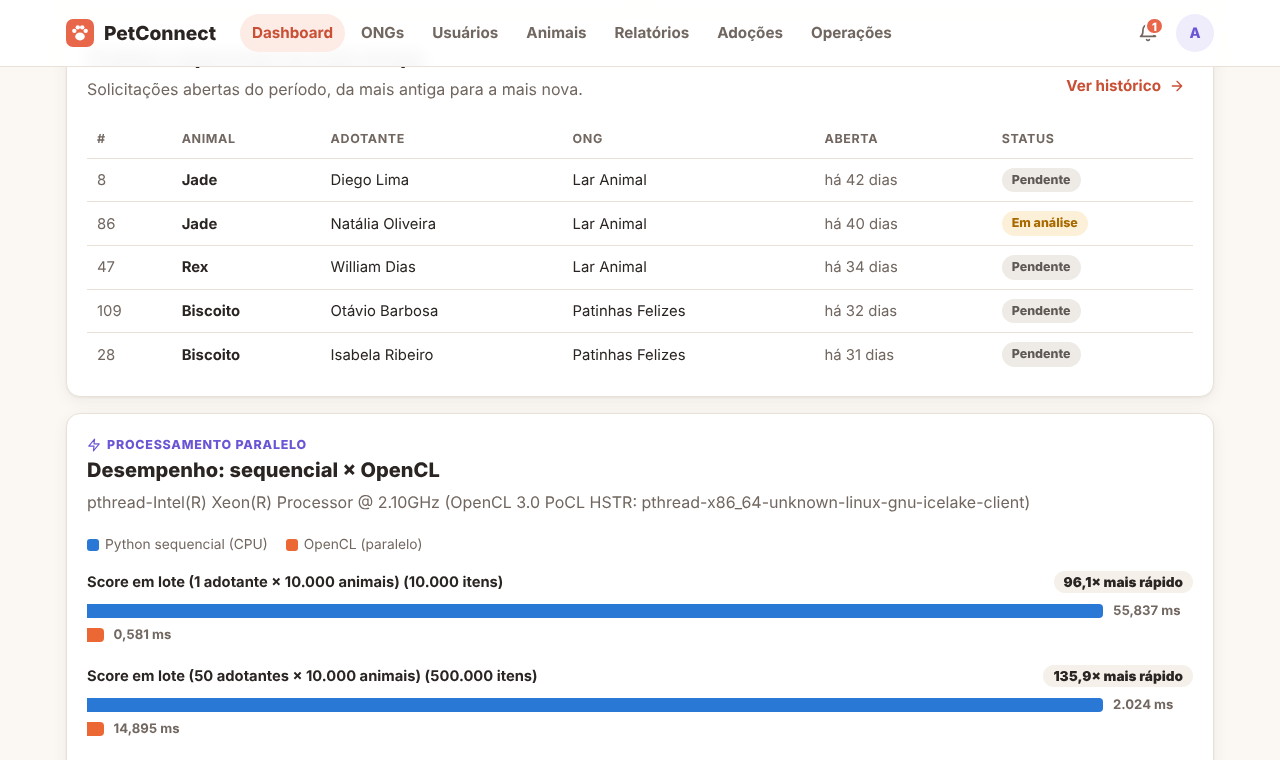 PetConnect Dashboard ONGs Usuários Animais Relatórios Adoções Operações 1 A
Solicitações abertas do período, da mais antiga para a mais nova. Ver histórico →
# ANIMAL ADOTANTE ONG ABERTA STATUS
8 Jade Diego Lima Lar Animal há 42 dias Pendente
86 Jade Natália Oliveira Lar Animal há 40 dias Em análise
47 Rex William Dias Lar Animal há 34 dias Pendente
109 Biscoito Otávio Barbosa Patinhas Felizes há 32 dias Pendente
28 Biscoito Isabela Ribeiro Patinhas Felizes há 31 dias Pendente
PROCESSAMENTO PARALELO
Desempenho: sequencial × OpenCL
pthread-Intel(R) Xeon(R) Processor @ 2.10GHz (OpenCL 3.0 PoCL HSTR: pthread-x86_64-unknown-linux-gnu-icelake-client)
Python sequencial (CPU) OpenCL (paralelo)
Score em lote (1 adotante × 10.000 animais) (10.000 itens) 96,1× mais rápido
55,837 ms
0,581 ms
Score em lote (50 adotantes × 10.000 animais) (500.000 itens) 135,9× mais rápido
2.024 ms
14,895 ms